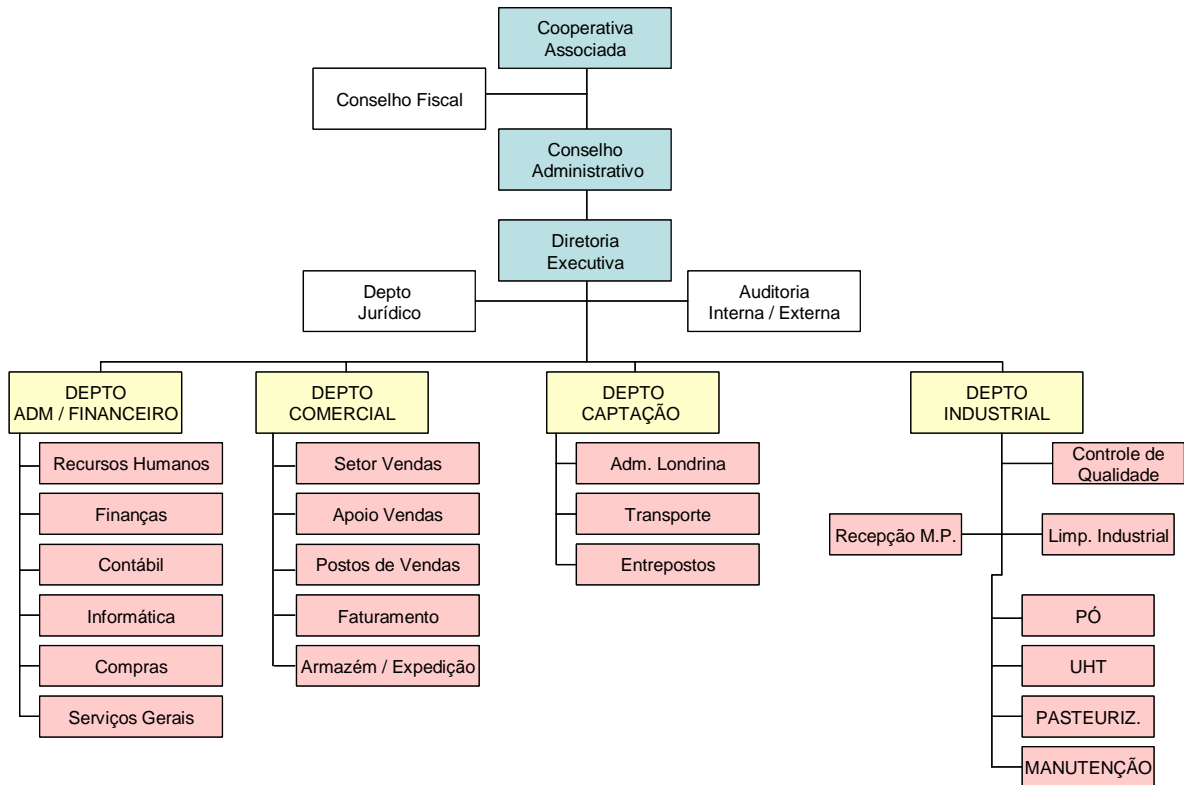 Cooperativa
Associada
Conselho Fiscal
Conselho
Administrativo
Diretoria
Executiva
Depto
Jurídico
Auditoria
Interna / Externa
DEPTO
ADM / FINANCEIRO
DEPTO
COMERCIAL
DEPTO
CAPTAÇÃO
DEPTO
INDUSTRIAL
Recursos Humanos
Finanças
Contábil
Informática
Compras
Serviços Gerais
Setor Vendas
Apoio Vendas
Postos de Vendas
Faturamento
Armazém / Expedição
Adm. Londrina
Transporte
Entrepostos
Controle de
Qualidade
Recepção M.P.
Limp. Industrial
PÓ
UHT
PASTEURIZ.
MANUTENÇÃO